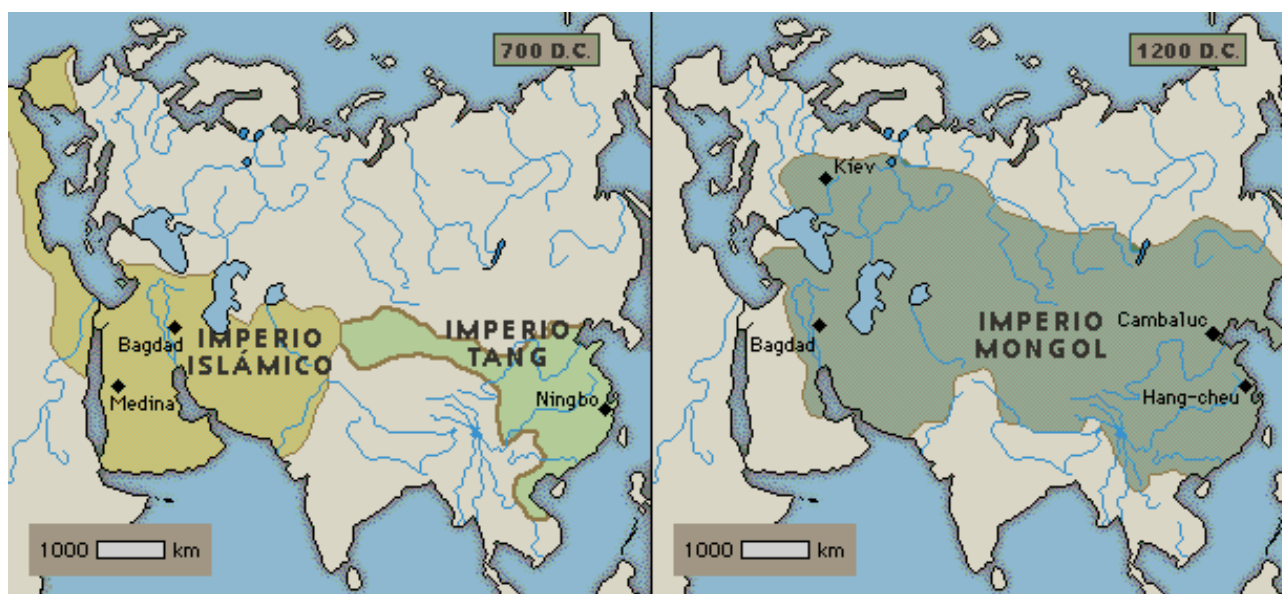 700 D.C.
Bagdad
IMPERIO
ISLÁMICO
Medina
IMPERIO
TANG
Ningbo
1000 km
1200 D.C.
Kíev
Bagdad
IMPERIO
MONGOL
Cambaluc
Hang-cheu
1000 km